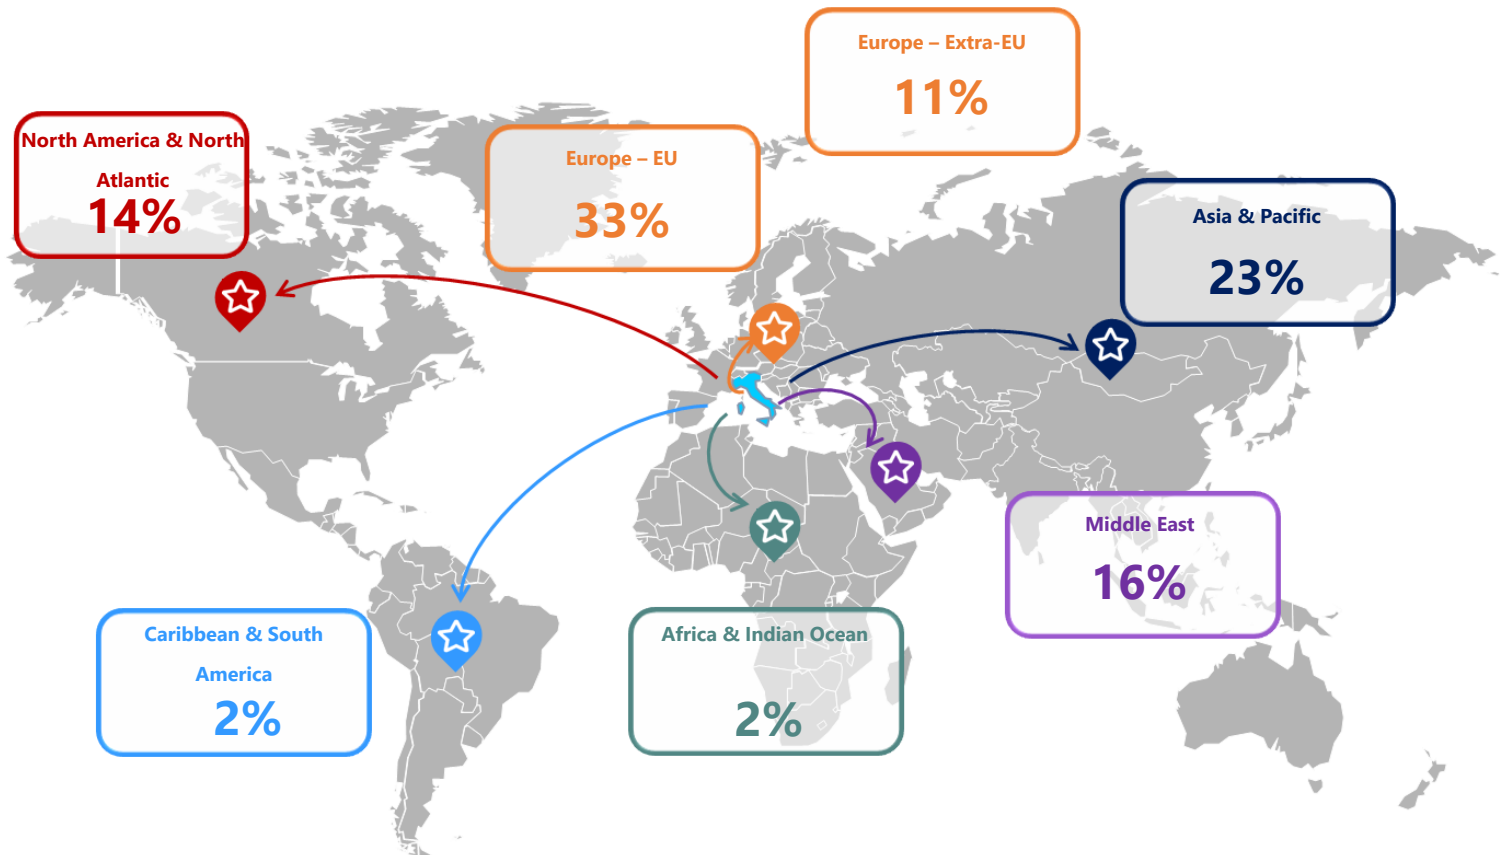 Europe – Extra-EU
11%
North America & North
Atlantic
14%
Europe – EU
33%
Asia & Pacific
23%
Middle East
16%
Caribbean & South
America
2%
Africa & Indian Ocean
2%